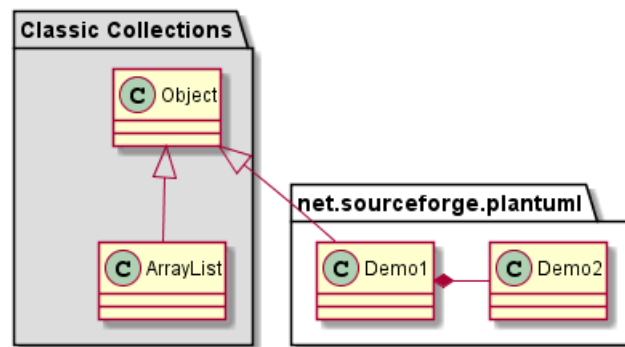 Classic Collections
C Object
net.sourceforge.plantuml
C ArrayList
C Demo1
C Demo2